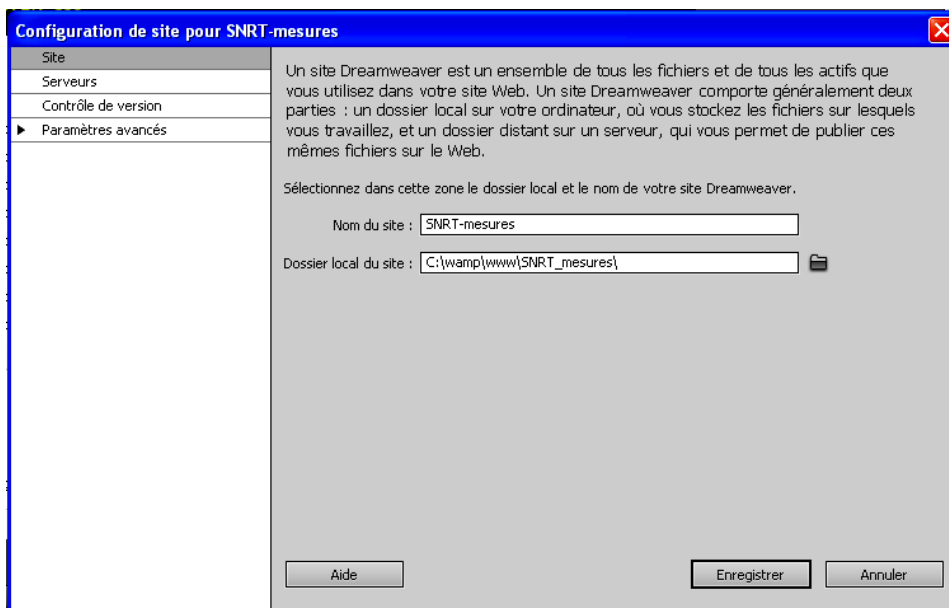 Configuration de site pour SNRT-mesures
Site
Serveurs
Contrôle de version
Paramètres avancés
Un site Dreamweaver est un ensemble de tous les fichiers et de tous les actifs que
vous utilisez dans votre site Web. Un site Dreamweaver comporte généralement deux
parties : un dossier local sur votre ordinateur, où vous stockez les fichiers sur lesquels
vous travaillez, et un dossier distant sur un serveur, qui vous permet de publier ces
mêmes fichiers sur le Web.
Sélectionnez dans cette zone le dossier local et le nom de votre site Dreamweaver.
Nom du site : SNRT-mesures
Dossier local du site : C:\wamp\www\SNRT_mesures\
Aide Enregistrer Annuler